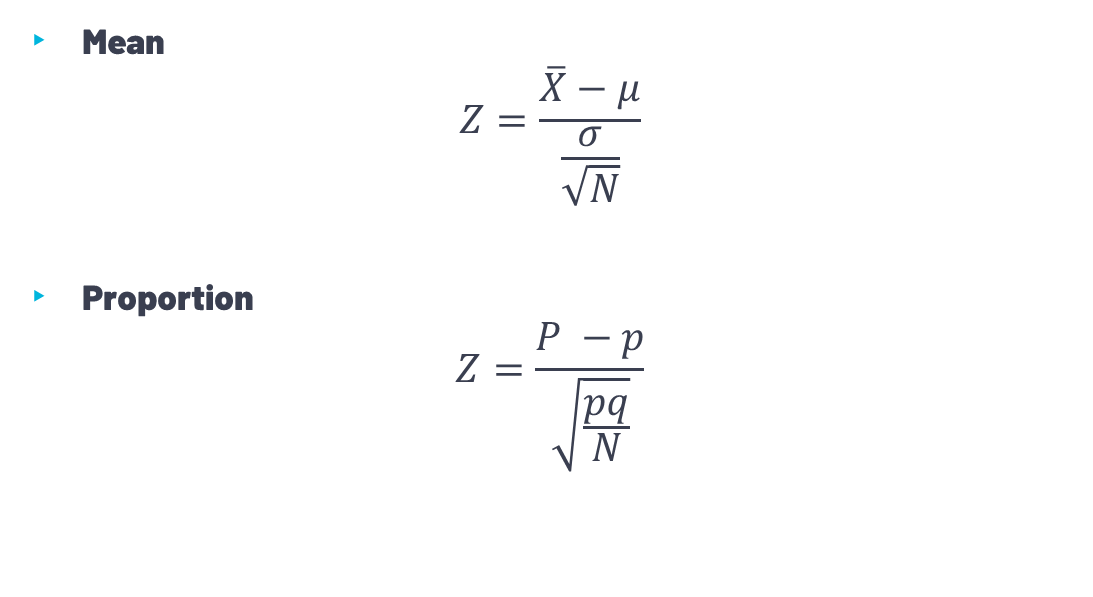 Mean
Z = (X̄ − μ) / (σ / √N)
Proportion
Z = (P − p) / √(pq / N)